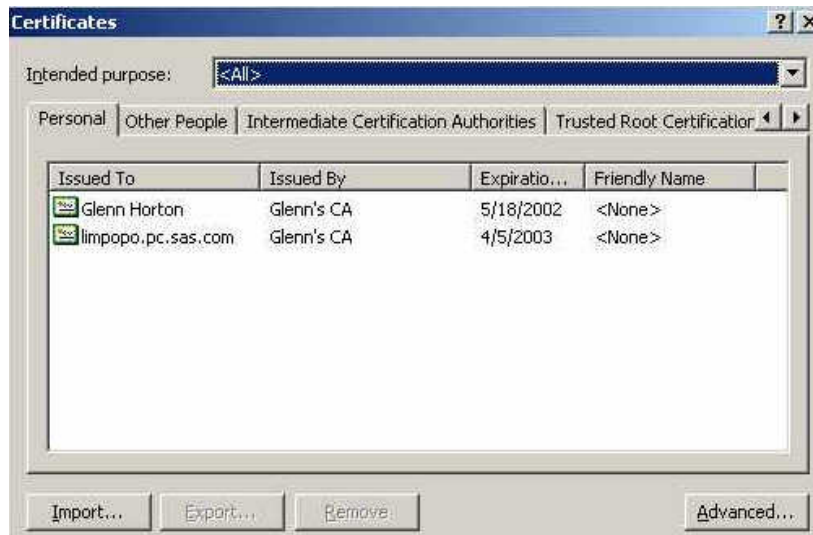 Certificates
Intended purpose: <All>
Personal Other People Intermediate Certification Authorities Trusted Root Certification
Issued To Issued By Expiratio... Friendly Name
Glenn Horton Glenn's CA 5/18/2002 <None>
limpopo.pc.sas.com Glenn's CA 4/5/2003 <None>
Import... Export... Remove Advanced...